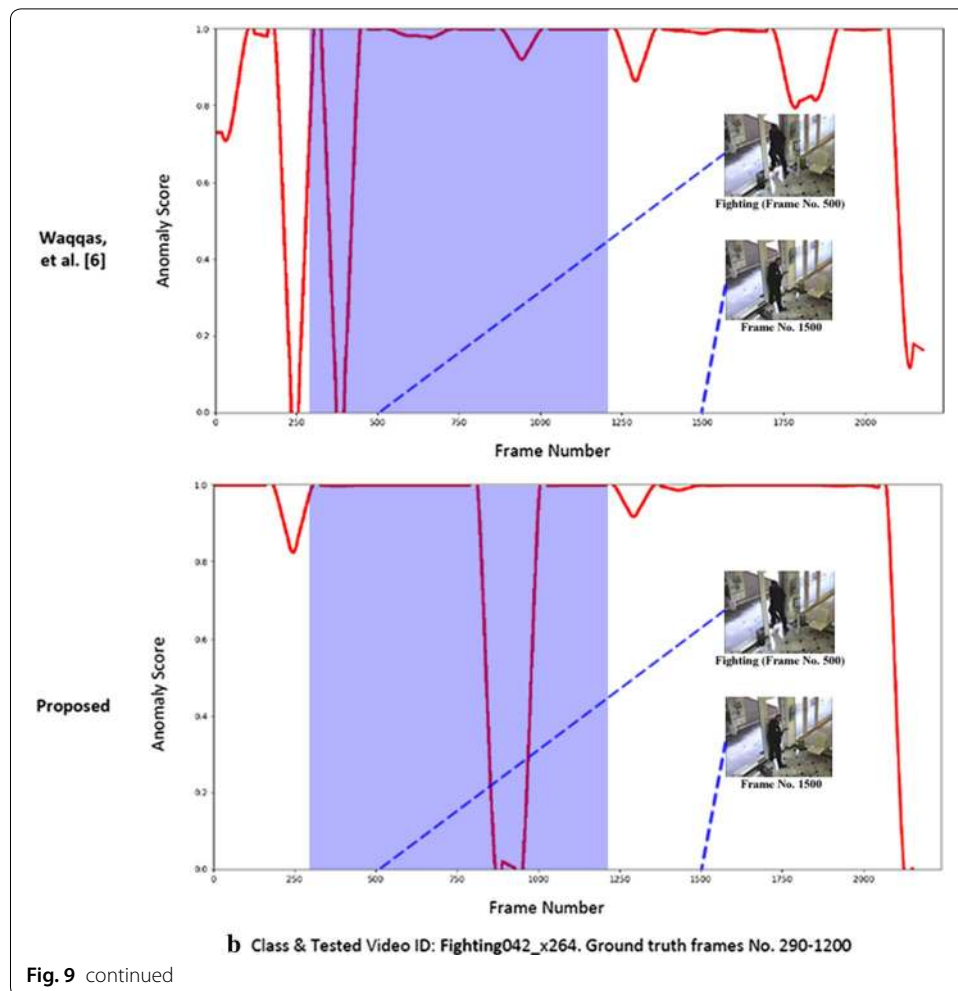 1.0
0.8
0.6
0.4
0.2
0.0
Anomaly Score
Waqqas,
et al. [6]
Fighting (Frame No. 500)
Frame No. 1500
0
250
500
750
1000
1250
1500
1750
2000
Frame Number
1.0
0.8
0.6
0.4
0.2
0.0
Anomaly Score
Proposed
Fighting (Frame No. 500)
Frame No. 1500
0
250
500
750
1000
1250
1500
1750
2000
Frame Number
b Class & Tested Video ID: Fighting042_x264. Ground truth frames No. 290-1200
Fig. 9 continued